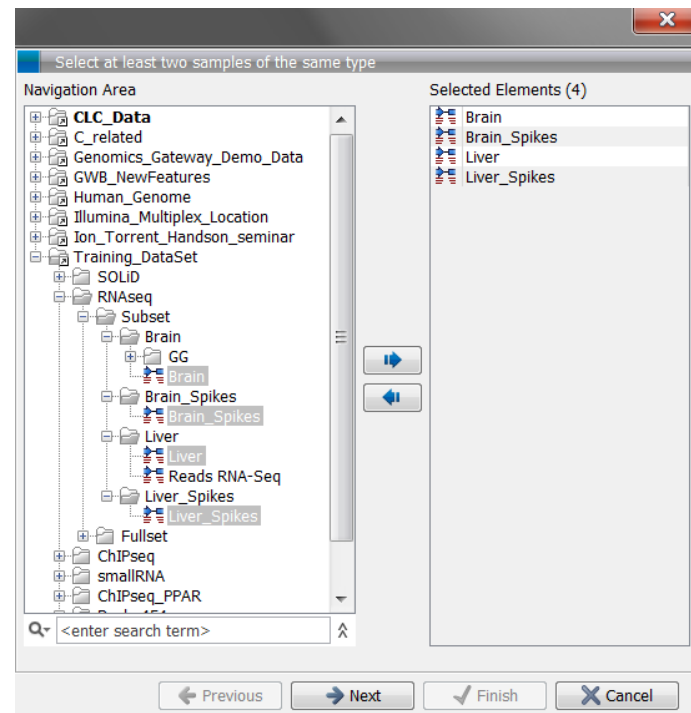 Select at least two samples of the same type
Navigation Area
CLC_Data
C_related
Genomics_Gateway_Demo_Data
GWB_NewFeatures
Human_Genome
Illumina_Multiplex_Location
Ion_Torrent_Handson_seminar
Training_DataSet
SOLiD
RNAseq
Subset
Brain
GG
Brain
Brain_Spikes
Brain_Spikes
Liver
Liver
Reads RNA-Seq
Liver_Spikes
Liver_Spikes
Fullset
ChIPseq
smallRNA
ChIPseq_PPAR
<enter search term>
Selected Elements (4)
Brain
Brain_Spikes
Liver
Liver_Spikes
Previous
Next
Finish
Cancel